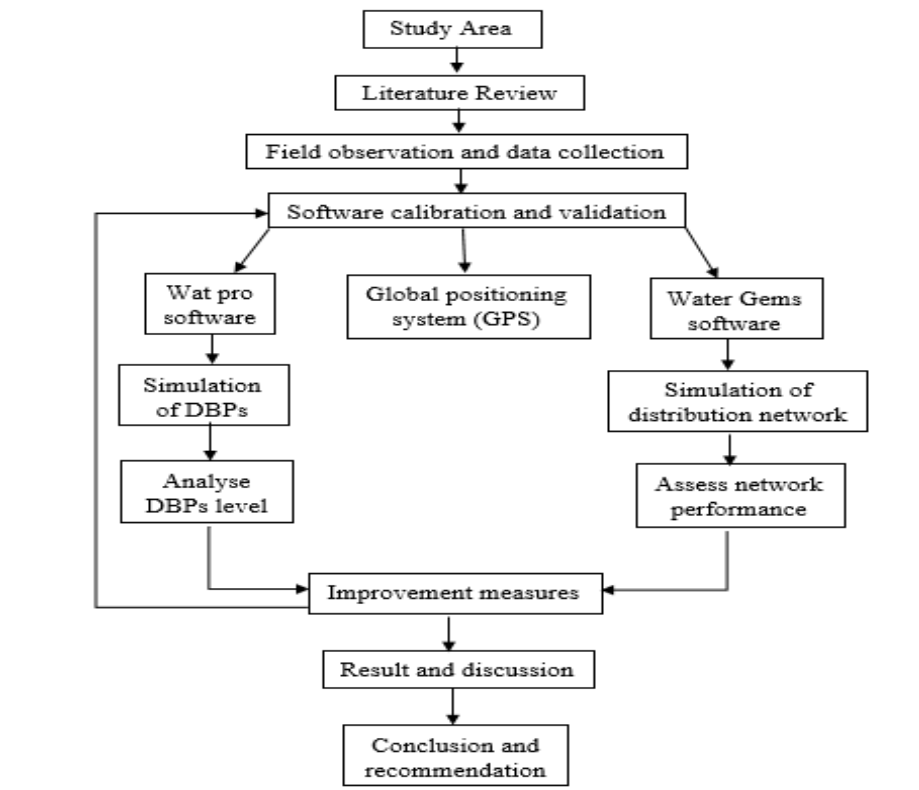 Study Area
Literature Review
Field observation and data collection
Software calibration and validation
Wat pro
software
Global positioning
system (GPS)
Water Gems
software
Simulation
of DBPs
Simulation of
distribution network
Analyse
DBPs level
Assess network
performance
Improvement measures
Result and discussion
Conclusion and
recommendation